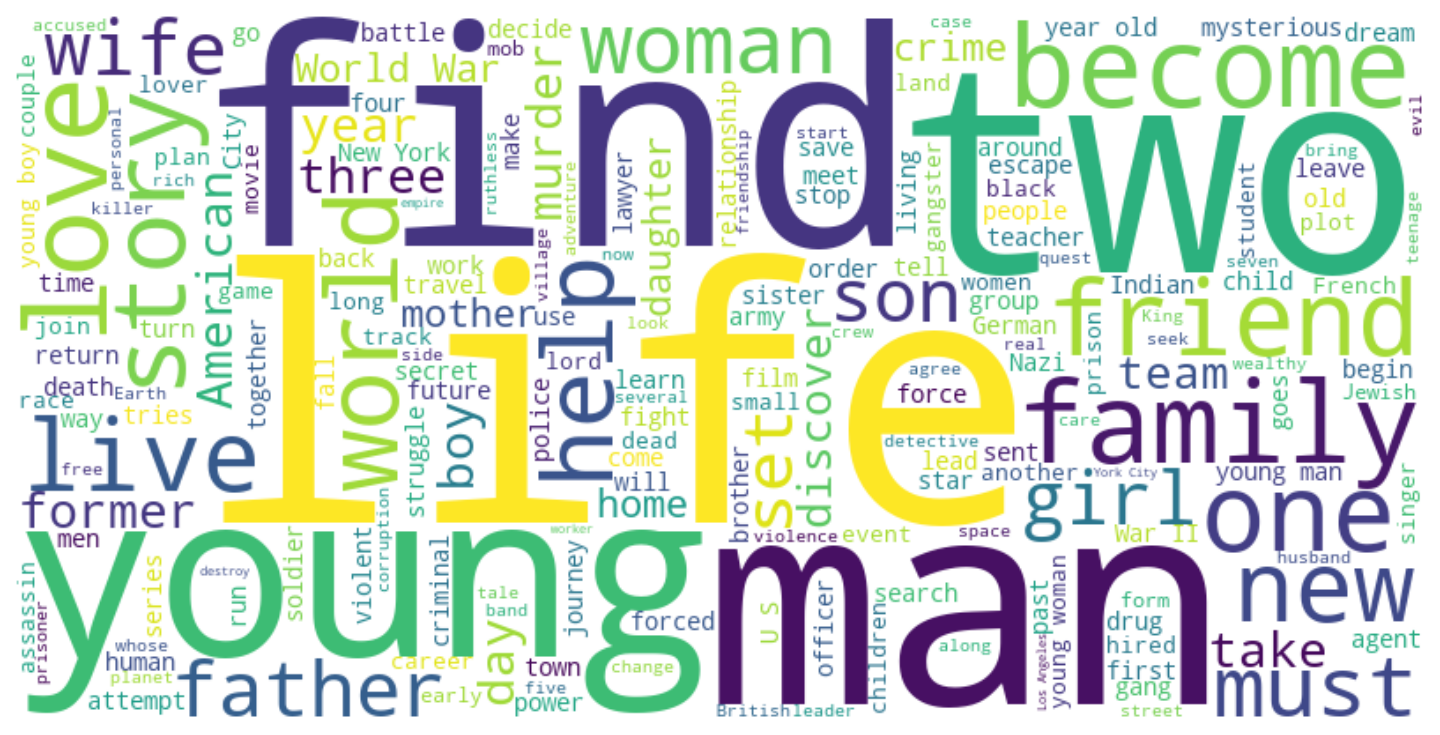 accused
wife
go
find
battle
mob
decide
woman
case
crime
year old
mysterious
dream
become
love
story
lover
World War
four
year
New York
three
make
murder
lawyer
land
two
evil
young boy
couple
personal
plan
rich
killer
City
American
movie
empire
ruthless
adventure
daughter
relationship
friendship
start
save
meet
stop
living
gangster
around
escape
black
people
teacher
quest
student
bring
leave
old
plot
teenage
time
join
turn
return
death
Earth
race
way
tries
game
God
back
long
world
work
travel
mother
track
village
now
use
help
look
sister
army
order
crew
tell
son
women
group
German
real
Nazi
Indian
King
seek
prison
seven
child
French
friend
wealthy
together
fall
life
side
secret
future
lord
learn
several
fight
dead
come
will
film
small
set
discover
agree
force
detective
lead
star
sent
another
team
York City
family
care
goes
begin
Jewish
live
free
former
men
boy
struggle
police
home
brother
violence
event
space
girl
War II
young man
one
singer
husband
new
young
destroy
run
soldier
violent
corruption
criminal
worker
journey
man
us
officer
search
children
along
past
Los Angeles
young woman
form
drug
hired
first
gang
street
take
agent
must
assassin
prisoner
series
whose
human
planet
attempt
father
career
early
day
tale
band
town
five
power
forced
change
British
leader